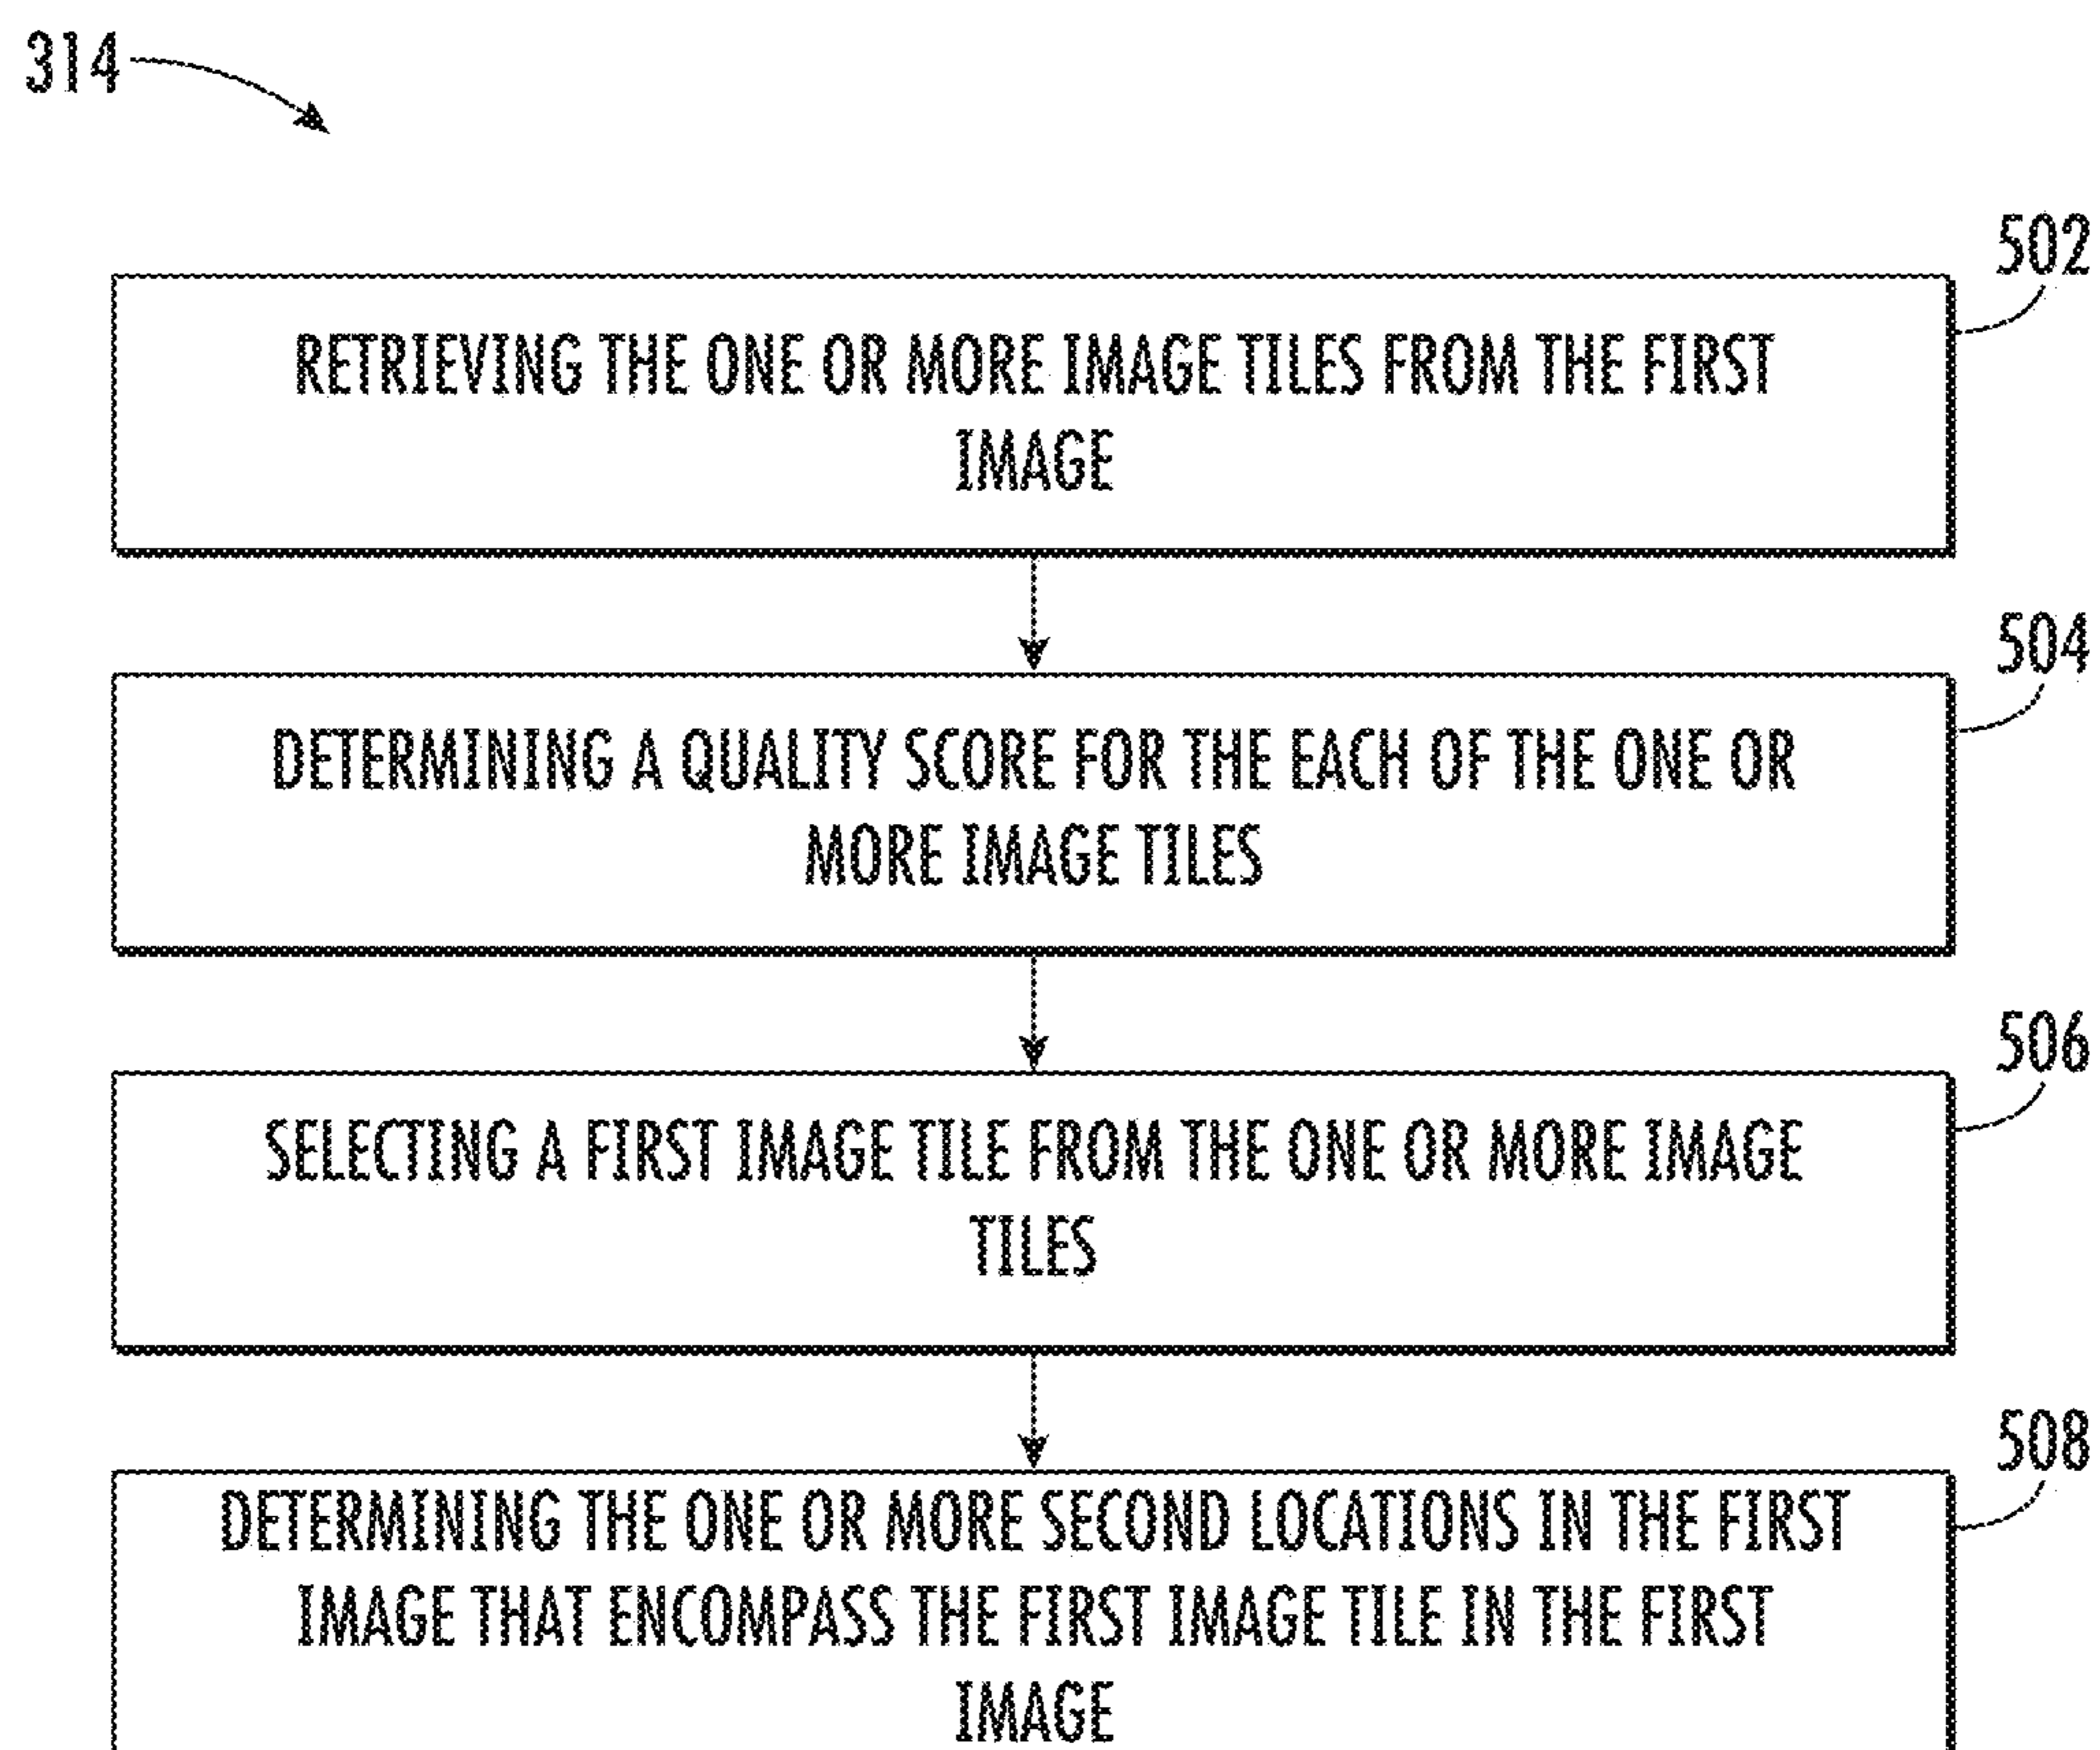 314
502
RETRIEVING THE ONE OR MORE IMAGE TILES FROM THE FIRST
IMAGE
504
DETERMINING A QUALITY SCORE FOR THE EACH OF THE ONE OR
MORE IMAGE TILES
506
SELECTING A FIRST IMAGE TILE FROM THE ONE OR MORE IMAGE
TILES
508
DETERMINING THE ONE OR MORE SECOND LOCATIONS IN THE FIRST
IMAGE THAT ENCOMPASS THE FIRST IMAGE TILE IN THE FIRST
IMAGE